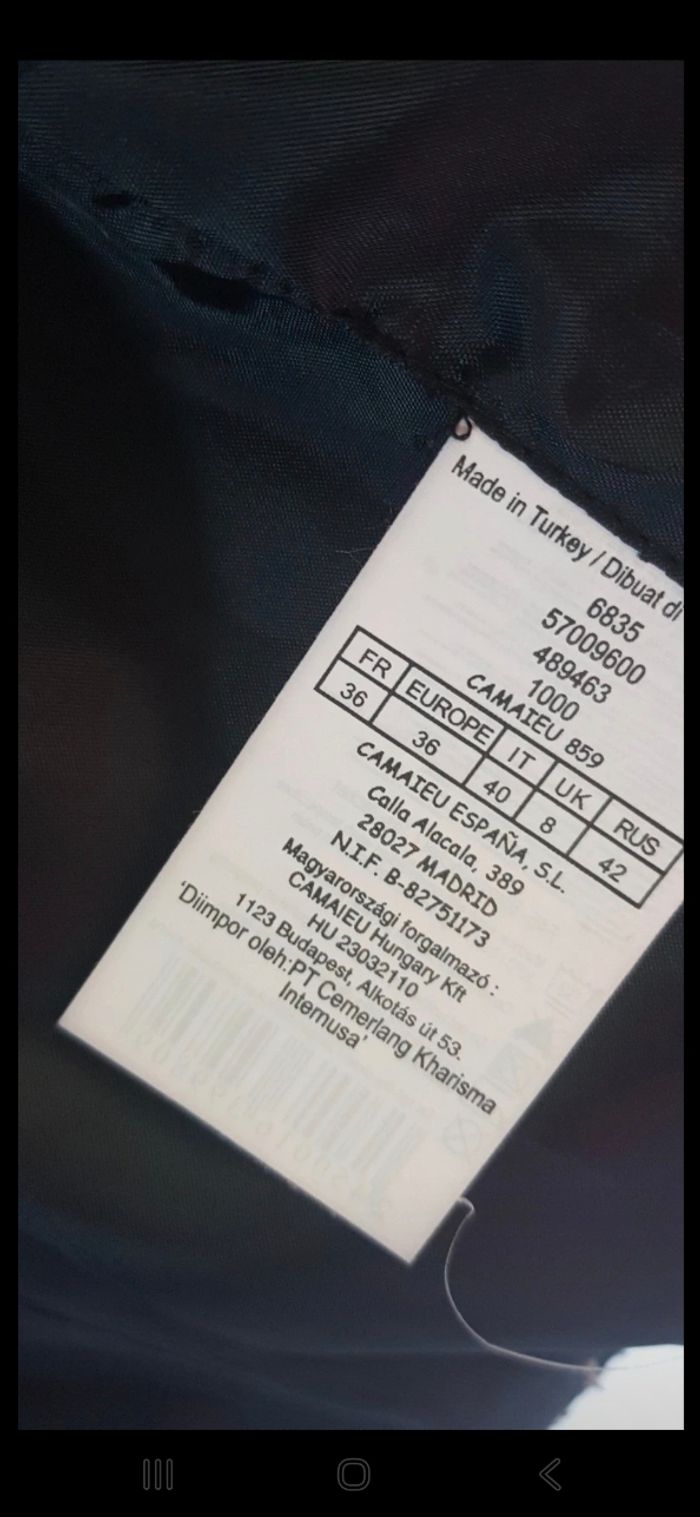 Made in Turkey / Dibuat di
6835
57009600
489463
1000
CAMAIEU 859
FR EUROPE IT UK RUS
36 36 40 8 42
CAMAIEU ESPAÑA, S.L.
Calla Alacala, 389
28027 MADRID
N.I.F. B-82751173
Magyarországi forgalmazó :
CAMAIEU Hungary Kft
HU 23032110
1123 Budapest, Alkotás út 53.
'Diimpor oleh:PT Cemerlang Kharisma
Internusa'